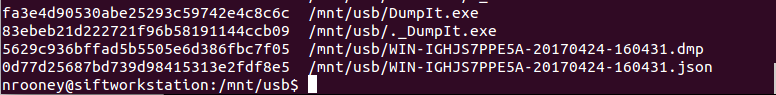 fa3e4d90530abe25293c59742e4c8c6c  /mnt/usb/DumpIt.exe
83ebeb21d222721f96b58191144ccb09  /mnt/usb/._DumpIt.exe
5629c936bffad5b5505e6d386fbc7f05  /mnt/usb/WIN-IGHJS7PPE5A-20170424-160431.dmp
0d77d25687bd739d98415313e2fdf8e5  /mnt/usb/WIN-IGHJS7PPE5A-20170424-160431.json
nrooney@siftworkstation:/mnt/usb$